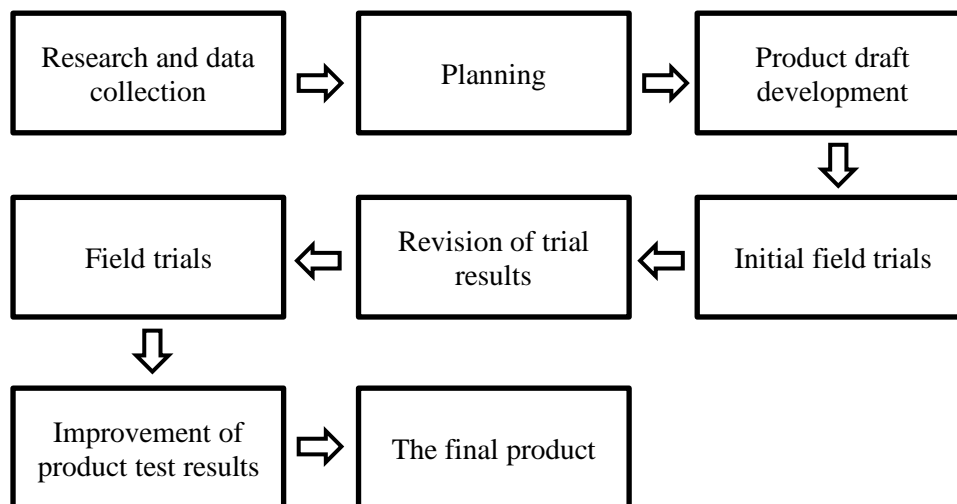 Research and data
collection
Planning
Product draft
development
Initial field trials
Revision of trial
results
Field trials
Improvement of
product test results
The final product